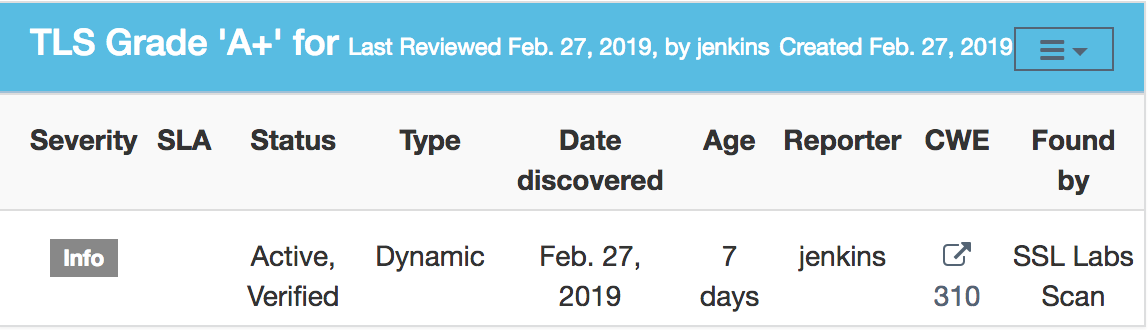 TLS Grade 'A+' for Last Reviewed Feb. 27, 2019, by jenkins Created Feb. 27, 2019
Severity SLA Status Type Date discovered Age Reporter CWE Found by
Info Active, Verified Dynamic Feb. 27, 2019 7 days jenkins 310 SSL Labs Scan